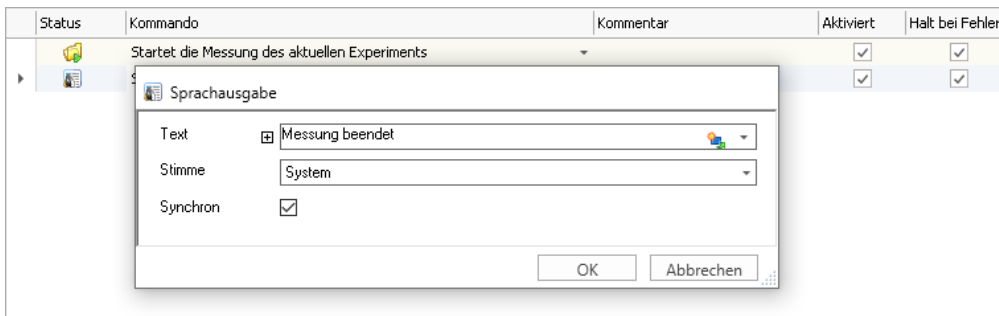 Status Kommando Kommentar Aktiviert Halt bei Fehler
Startet die Messung des aktuellen Experiments
Sprachausgabe
Text Messung beendet
Stimme System
Synchron
OK Abbrechen